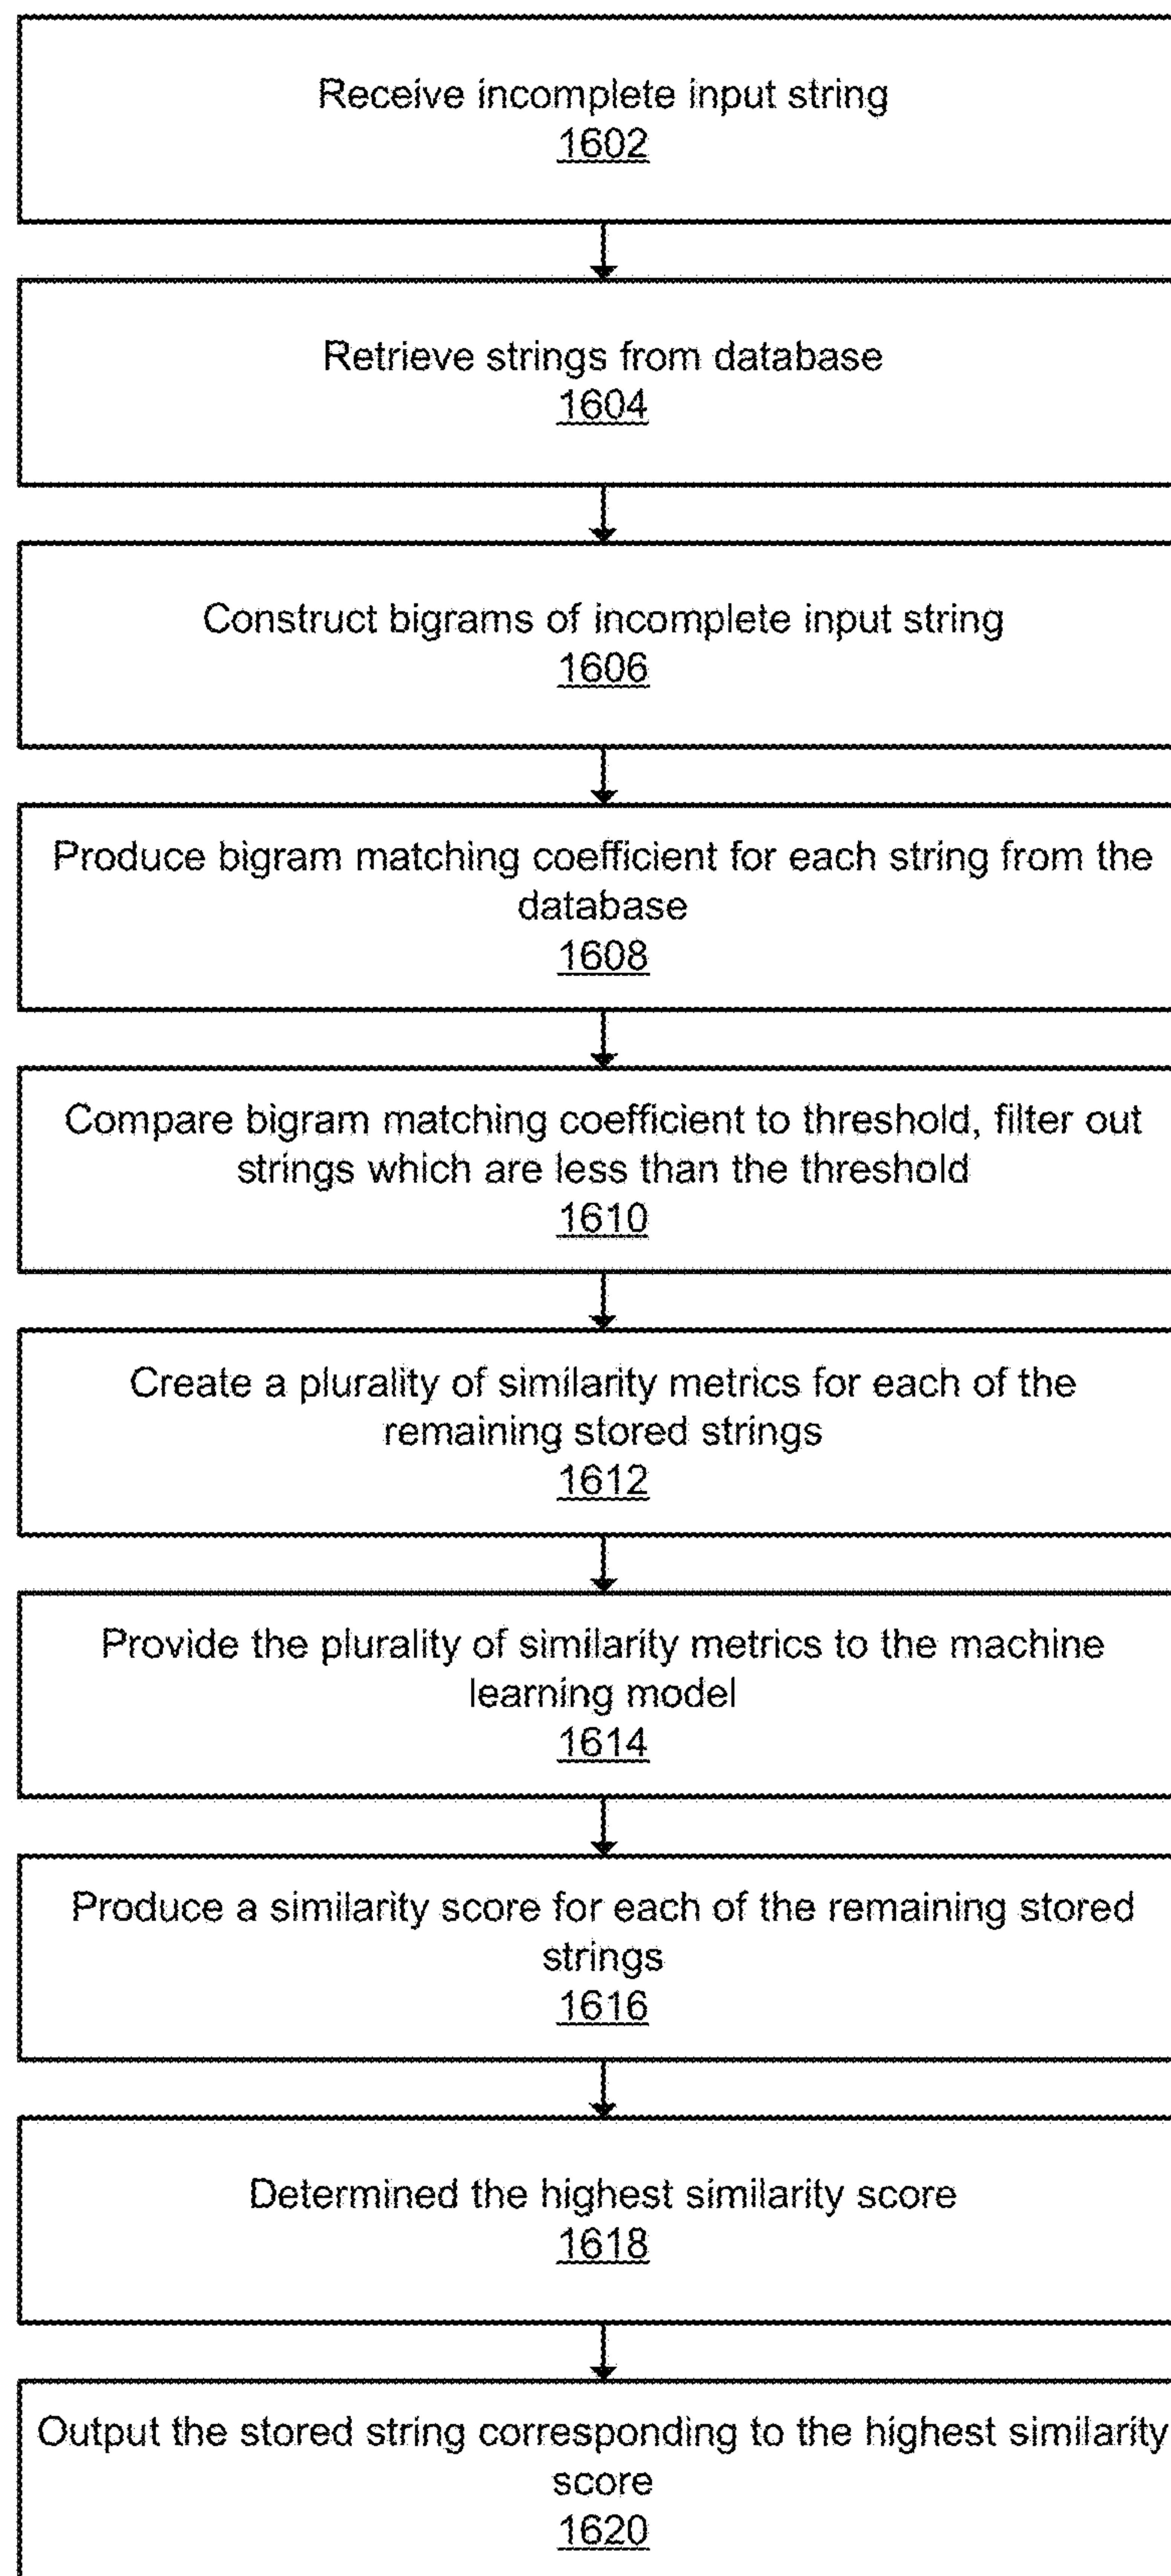 Receive incomplete input string
1602
Retrieve strings from database
1604
Construct bigrams of incomplete input string
1606
Produce bigram matching coefficient for each string from the
database
1608
Compare bigram matching coefficient to threshold, filter out
strings which are less than the threshold
1610
Create a plurality of similarity metrics for each of the
remaining stored strings
1612
Provide the plurality of similarity metrics to the machine
learning model
1614
Produce a similarity score for each of the remaining stored
strings
1616
Determined the highest similarity score
1618
Output the stored string corresponding to the highest similarity
score
1620